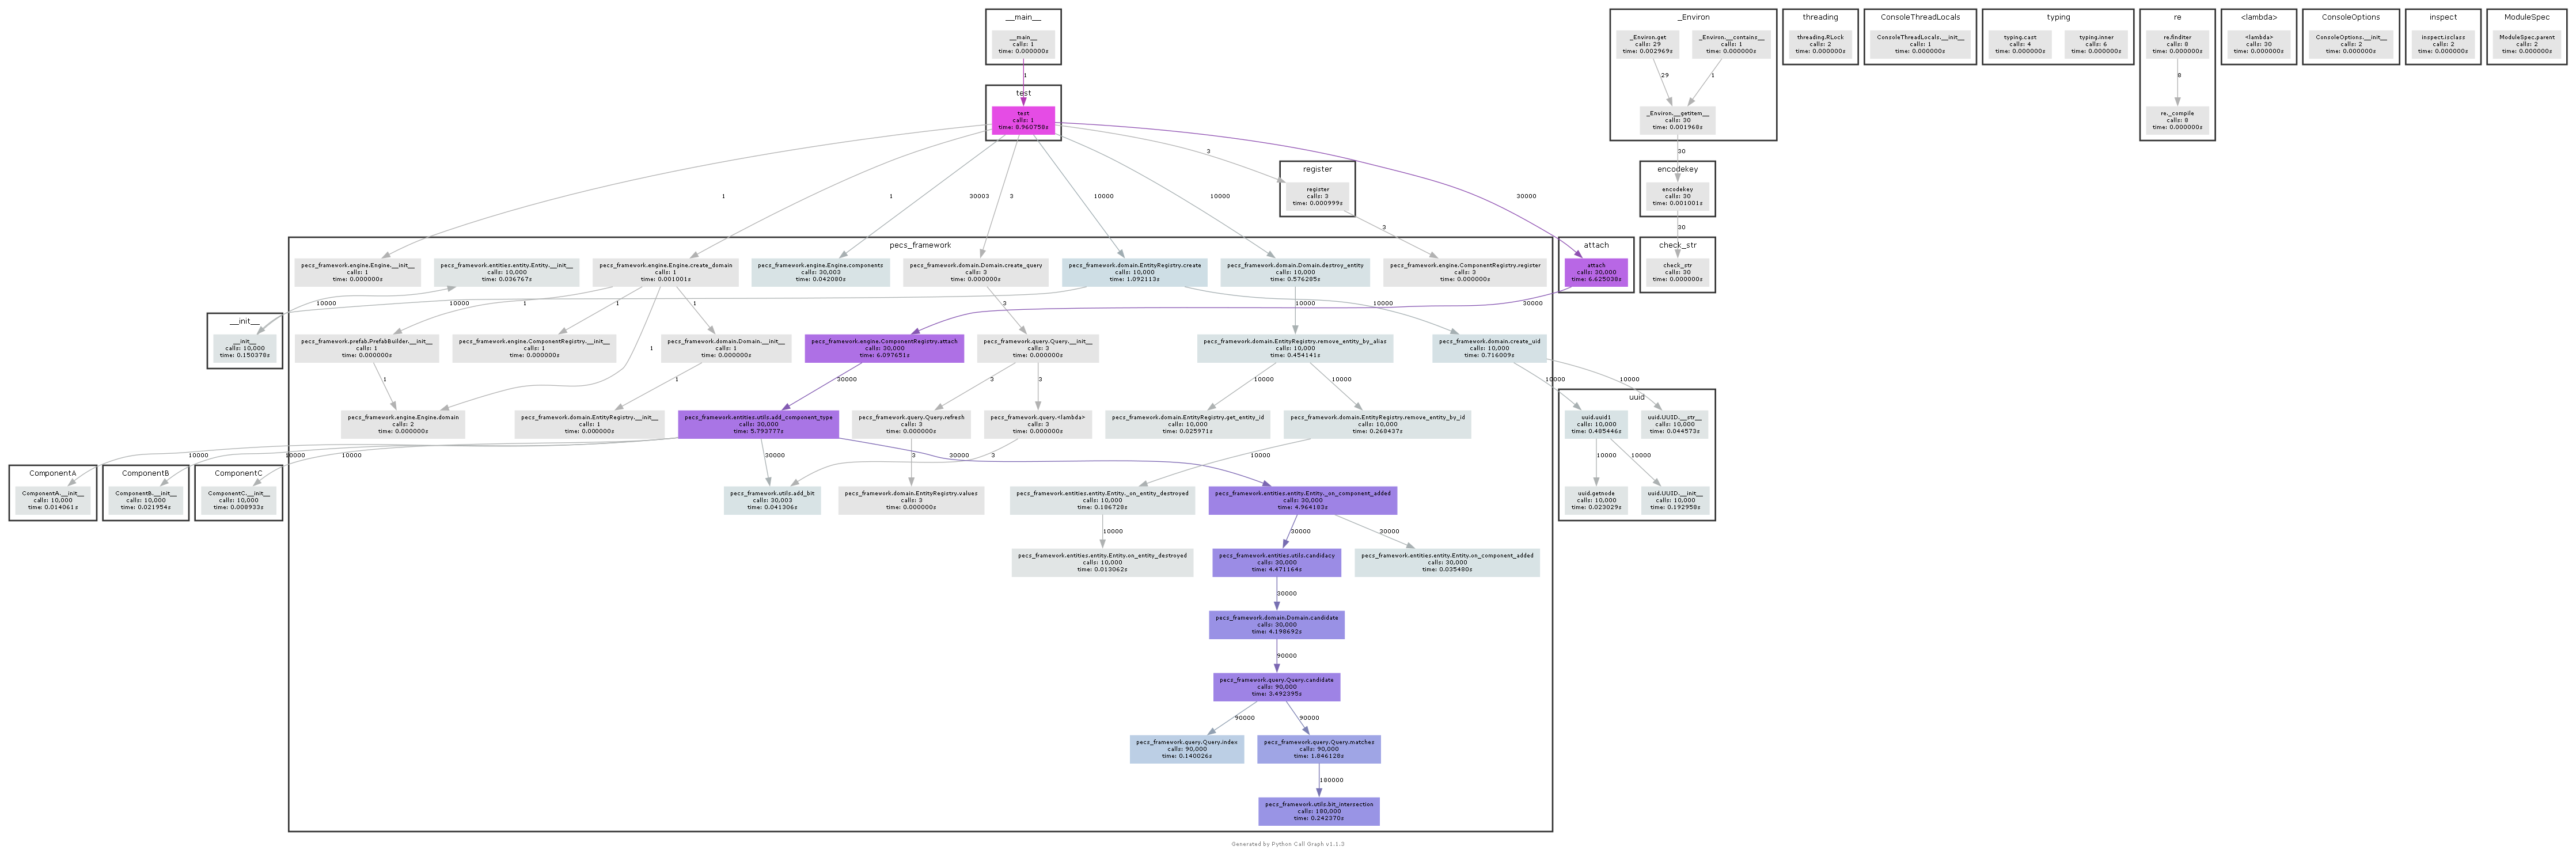 __main__
__main__
calls: 1
time: 0.000000s
1
test
test
calls: 1
time: 8.960758s
_Environ
_Environ.get
calls: 29
time: 0.002969s
_Environ.__contains__
calls: 1
time: 0.000000s
29
1
_Environ.__getitem__
calls: 30
time: 0.001968s
threading
threading.RLock
calls: 2
time: 0.000000s
ConsoleThreadLocals
ConsoleThreadLocals.__init__
calls: 1
time: 0.000000s
typing
typing.cast
calls: 4
time: 0.000000s
typing.inner
calls: 6
time: 0.000000s
re
re.finditer
calls: 8
time: 0.000000s
8
re._compile
calls: 8
time: 0.000000s
<lambda>
<lambda>
calls: 30
time: 0.000000s
ConsoleOptions
ConsoleOptions.__init__
calls: 2
time: 0.000000s
inspect
inspect.isclass
calls: 2
time: 0.000000s
ModuleSpec
ModuleSpec.parent
calls: 2
time: 0.000000s
1
1
30003
3
10000
10000
3
30000
30
register
register
calls: 3
time: 0.000999s
3
encodekey
encodekey
calls: 30
time: 0.001001s
30
check_str
check_str
calls: 30
time: 0.000000s
attach
attach
calls: 30,000
time: 6.625038s
pecs_framework
pecs_framework.engine.Engine.__init__
calls: 1
time: 0.000000s
pecs_framework.entities.entity.Entity.__init__
calls: 10,000
time: 0.036767s
pecs_framework.engine.Engine.create_domain
calls: 1
time: 0.001001s
pecs_framework.engine.Engine.components
calls: 30,003
time: 0.042080s
pecs_framework.domain.Domain.create_query
calls: 3
time: 0.000000s
pecs_framework.domain.EntityRegistry.create
calls: 10,000
time: 1.092113s
pecs_framework.domain.Domain.destroy_entity
calls: 10,000
time: 0.576285s
pecs_framework.engine.ComponentRegistry.register
calls: 3
time: 0.000000s
10000
10000
1
1
1
1
3
10000
10000
30000
__init__
__init__
calls: 10,000
time: 0.150378s
pecs_framework.prefab.PrefabBuilder.__init__
calls: 1
time: 0.000000s
pecs_framework.engine.ComponentRegistry.__init__
calls: 1
time: 0.000000s
pecs_framework.domain.Domain.__init__
calls: 1
time: 0.000000s
pecs_framework.engine.ComponentRegistry.attach
calls: 30,000
time: 6.097651s
pecs_framework.query.Query.__init__
calls: 3
time: 0.000000s
pecs_framework.domain.EntityRegistry.remove_entity_by_alias
calls: 10,000
time: 0.454141s
pecs_framework.domain.create_uid
calls: 10,000
time: 0.716009s
1
1
30000
3
3
10000
10000
10000
10000
pecs_framework.engine.Engine.domain
calls: 2
time: 0.000000s
pecs_framework.domain.EntityRegistry.__init__
calls: 1
time: 0.000000s
pecs_framework.entities.utils.add_component_type
calls: 30,000
time: 5.793777s
pecs_framework.query.Query.refresh
calls: 3
time: 0.000000s
pecs_framework.query.<lambda>
calls: 3
time: 0.000000s
pecs_framework.domain.EntityRegistry.get_entity_id
calls: 10,000
time: 0.025971s
pecs_framework.domain.EntityRegistry.remove_entity_by_id
calls: 10,000
time: 0.268437s
uuid
uuid.uuid1
calls: 10,000
time: 0.485446s
uuid.UUID.__str__
calls: 10,000
time: 0.044573s
10000
10000
10000
30000
30000
3
3
10000
10000
10000
ComponentA
ComponentA.__init__
calls: 10,000
time: 0.014061s
ComponentB
ComponentB.__init__
calls: 10,000
time: 0.021954s
ComponentC
ComponentC.__init__
calls: 10,000
time: 0.008933s
pecs_framework.utils.add_bit
calls: 30,003
time: 0.041306s
pecs_framework.domain.EntityRegistry.values
calls: 3
time: 0.000000s
pecs_framework.entities.entity.Entity._on_entity_destroyed
calls: 10,000
time: 0.186728s
pecs_framework.entities.entity.Entity._on_component_added
calls: 30,000
time: 4.964183s
uuid.getnode
calls: 10,000
time: 0.023029s
uuid.UUID.__init__
calls: 10,000
time: 0.192958s
10000
30000
30000
pecs_framework.entities.entity.Entity.on_entity_destroyed
calls: 10,000
time: 0.013062s
pecs_framework.entities.utils.candidacy
calls: 30,000
time: 4.471164s
pecs_framework.entities.entity.Entity.on_component_added
calls: 30,000
time: 0.035480s
30000
pecs_framework.domain.Domain.candidate
calls: 30,000
time: 4.198692s
90000
pecs_framework.query.Query.candidate
calls: 90,000
time: 3.492395s
90000
90000
pecs_framework.query.Query.index
calls: 90,000
time: 0.140026s
pecs_framework.query.Query.matches
calls: 90,000
time: 1.846128s
180000
pecs_framework.utils.bit_intersection
calls: 180,000
time: 0.242370s
Generated by Python Call Graph v1.1.3